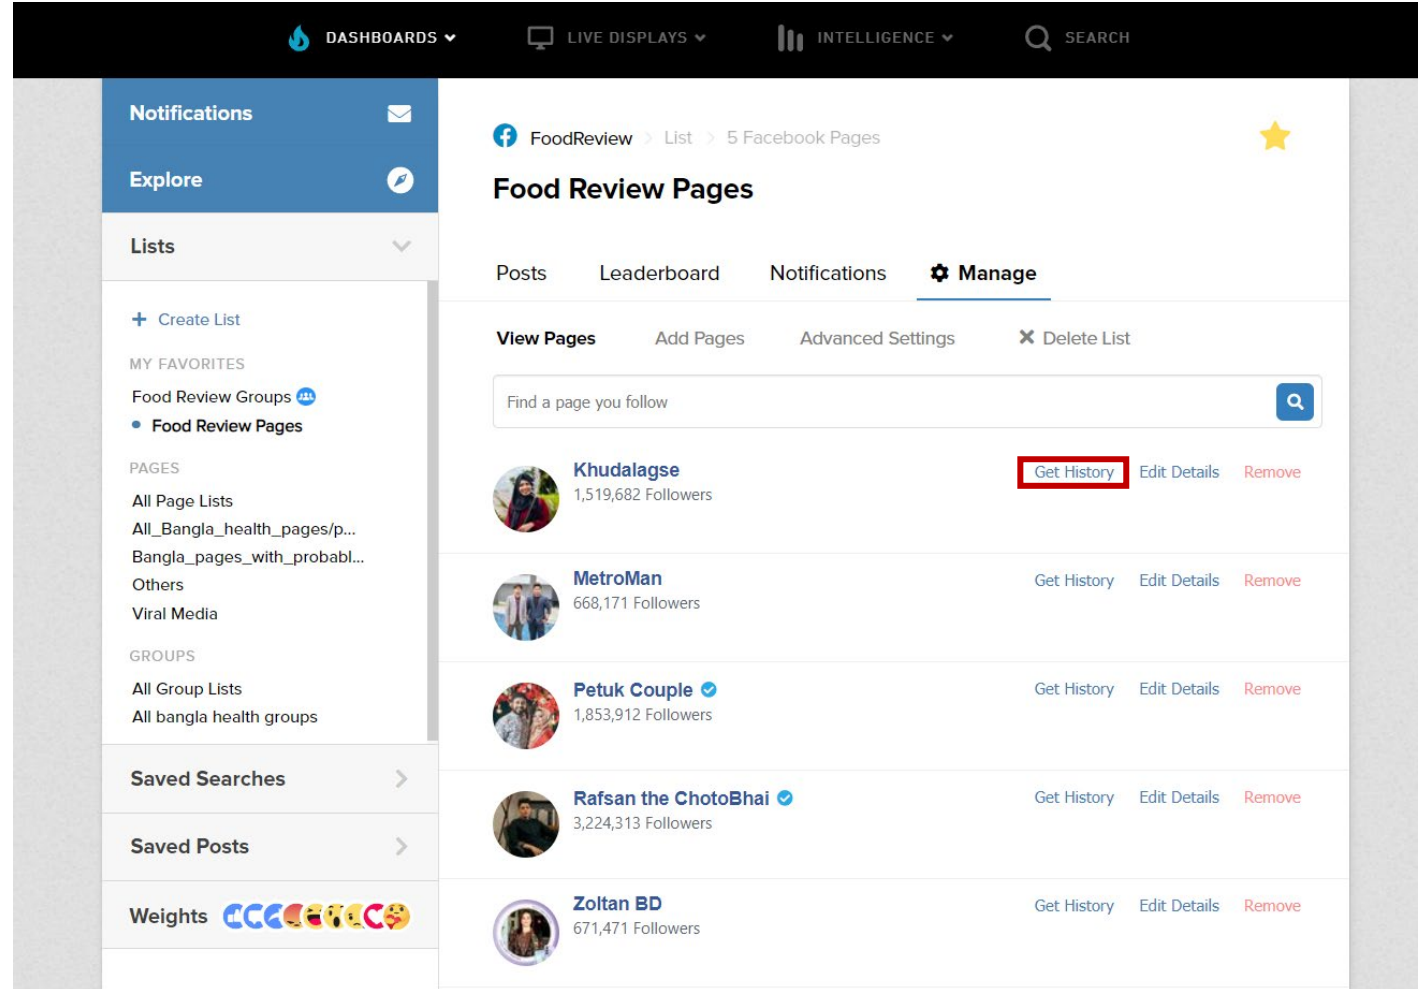 DASHBOARDS LIVE DISPLAYS INTELLIGENCE SEARCH
Notifications
Explore
Lists
+ Create List
MY FAVORITES
Food Review Groups
• Food Review Pages
PAGES
All Page Lists
All_Bangla_health_pages/p...
Bangla_pages_with_probabl...
Others
Viral Media
GROUPS
All Group Lists
All bangla health groups
Saved Searches
Saved Posts
Weights
FoodReview > List > 5 Facebook Pages
Food Review Pages
Posts Leaderboard Notifications Manage
View Pages Add Pages Advanced Settings × Delete List
Find a page you follow
Khudalagse Get History Edit Details Remove
1,519,682 Followers
MetroMan Get History Edit Details Remove
668,171 Followers
Petuk Couple Get History Edit Details Remove
1,853,912 Followers
Rafsan the ChotoBhai Get History Edit Details Remove
3,224,313 Followers
Zoltan BD Get History Edit Details Remove
671,471 Followers